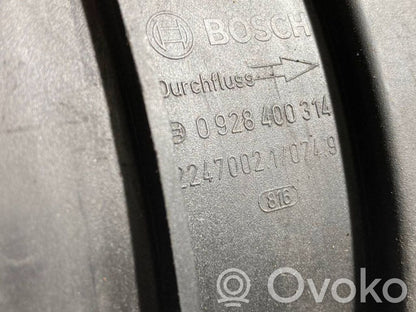 BOSCH
Durchfluss
0 928 400 314
816
Ovoko